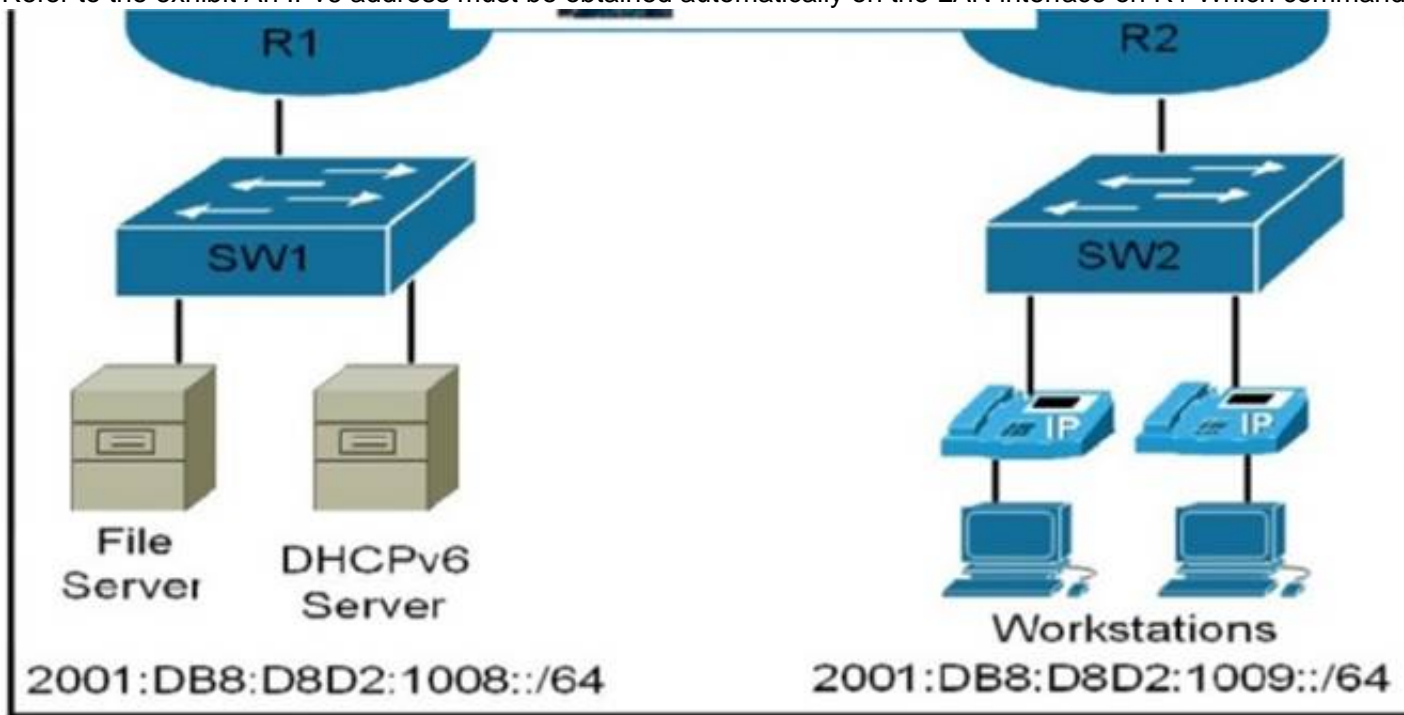 Refer to the exhibit An IPv6 address must be obtained automatically on the LAN interface on R1 Which command
R1
R2
SW1
SW2
IP
IP
File
Server
DHCPv6
Server
Workstations
2001:DB8:D8D2:1008::/64
2001:DB8:D8D2:1009::/64